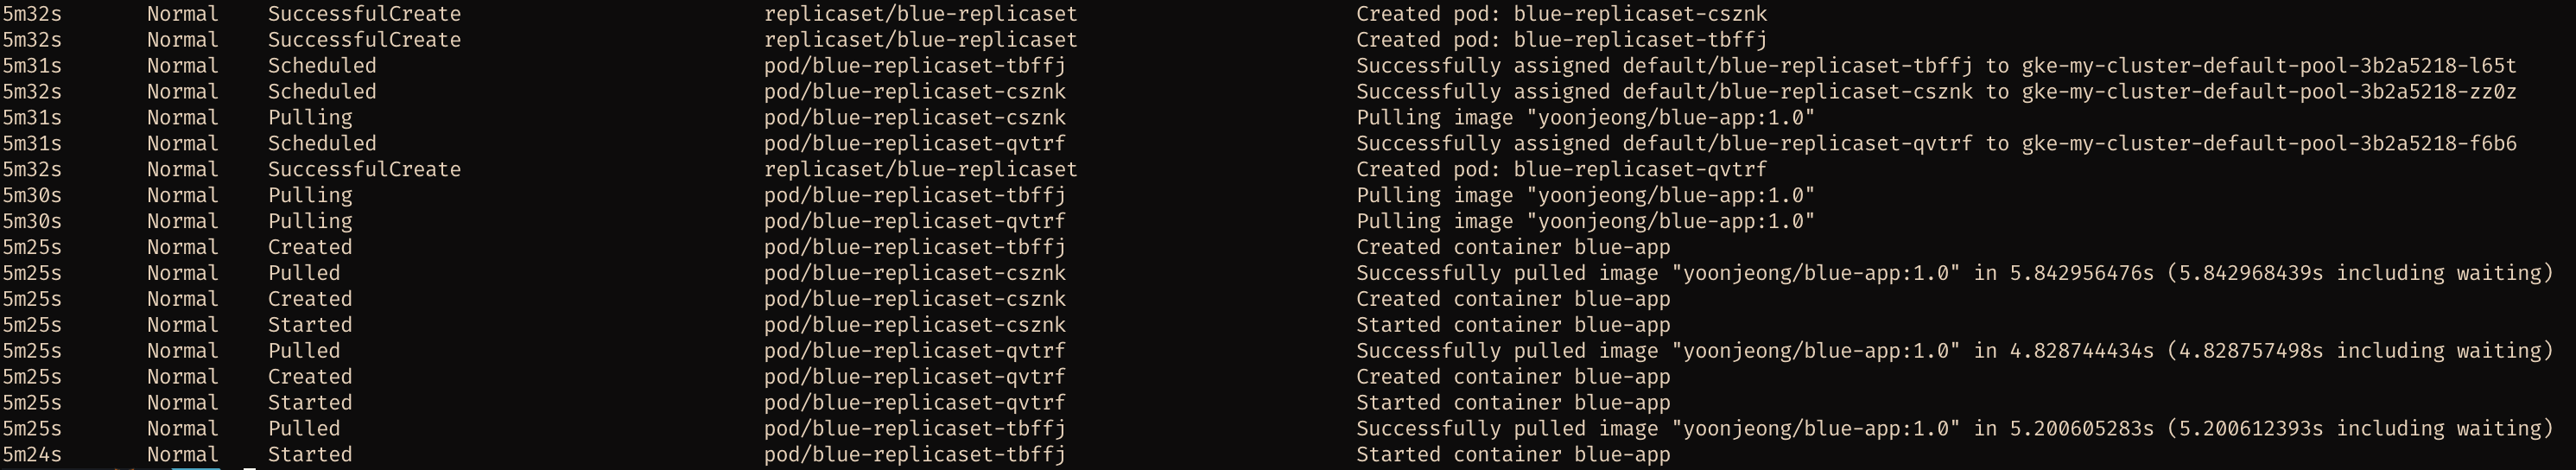 5m32s Normal SuccessfulCreate replicaset/blue-replicaset Created pod: blue-replicaset-csznk
5m32s Normal SuccessfulCreate replicaset/blue-replicaset Created pod: blue-replicaset-tbffj
5m31s Normal Scheduled pod/blue-replicaset-tbffj Successfully assigned default/blue-replicaset-tbffj to gke-my-cluster-default-pool-3b2a5218-l65t
5m32s Normal Scheduled pod/blue-replicaset-csznk Successfully assigned default/blue-replicaset-csznk to gke-my-cluster-default-pool-3b2a5218-zz0z
5m31s Normal Pulling pod/blue-replicaset-csznk Pulling image "yoonjeong/blue-app:1.0"
5m31s Normal Scheduled pod/blue-replicaset-qvtrf Successfully assigned default/blue-replicaset-qvtrf to gke-my-cluster-default-pool-3b2a5218-f6b6
5m32s Normal SuccessfulCreate replicaset/blue-replicaset Created pod: blue-replicaset-qvtrf
5m30s Normal Pulling pod/blue-replicaset-tbffj Pulling image "yoonjeong/blue-app:1.0"
5m30s Normal Pulling pod/blue-replicaset-qvtrf Pulling image "yoonjeong/blue-app:1.0"
5m25s Normal Created pod/blue-replicaset-tbffj Created container blue-app
5m25s Normal Pulled pod/blue-replicaset-csznk Successfully pulled image "yoonjeong/blue-app:1.0" in 5.842956476s (5.842968439s including waiting)
5m25s Normal Created pod/blue-replicaset-csznk Created container blue-app
5m25s Normal Started pod/blue-replicaset-csznk Started container blue-app
5m25s Normal Pulled pod/blue-replicaset-qvtrf Successfully pulled image "yoonjeong/blue-app:1.0" in 4.828744434s (4.828757498s including waiting)
5m25s Normal Created pod/blue-replicaset-qvtrf Created container blue-app
5m25s Normal Started pod/blue-replicaset-qvtrf Started container blue-app
5m25s Normal Pulled pod/blue-replicaset-tbffj Successfully pulled image "yoonjeong/blue-app:1.0" in 5.200605283s (5.200612393s including waiting)
5m24s Normal Started pod/blue-replicaset-tbffj Started container blue-app